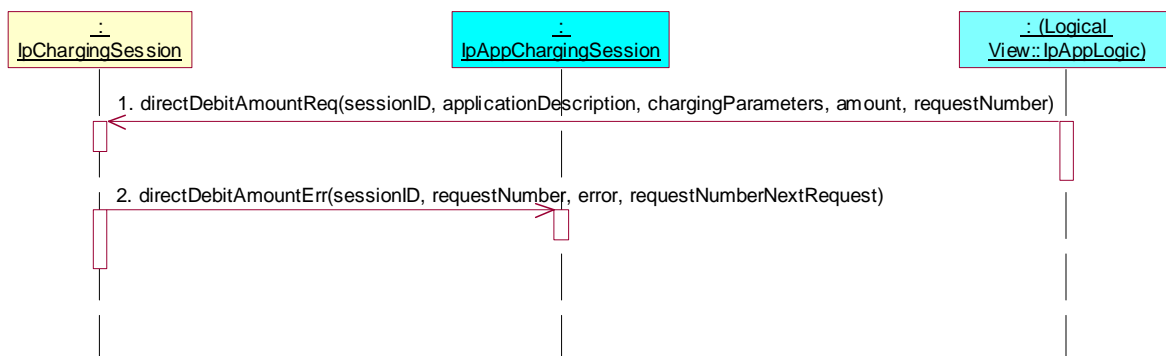 :
IpChargingSession
:
IpAppChargingSession
: (Logical
View::IpAppLogic)
1. directDebitAmountReq(sessionID, applicationDescription, chargingParameters, amount, requestNumber)
2. directDebitAmountErr(sessionID, requestNumber, error, requestNumberNextRequest)